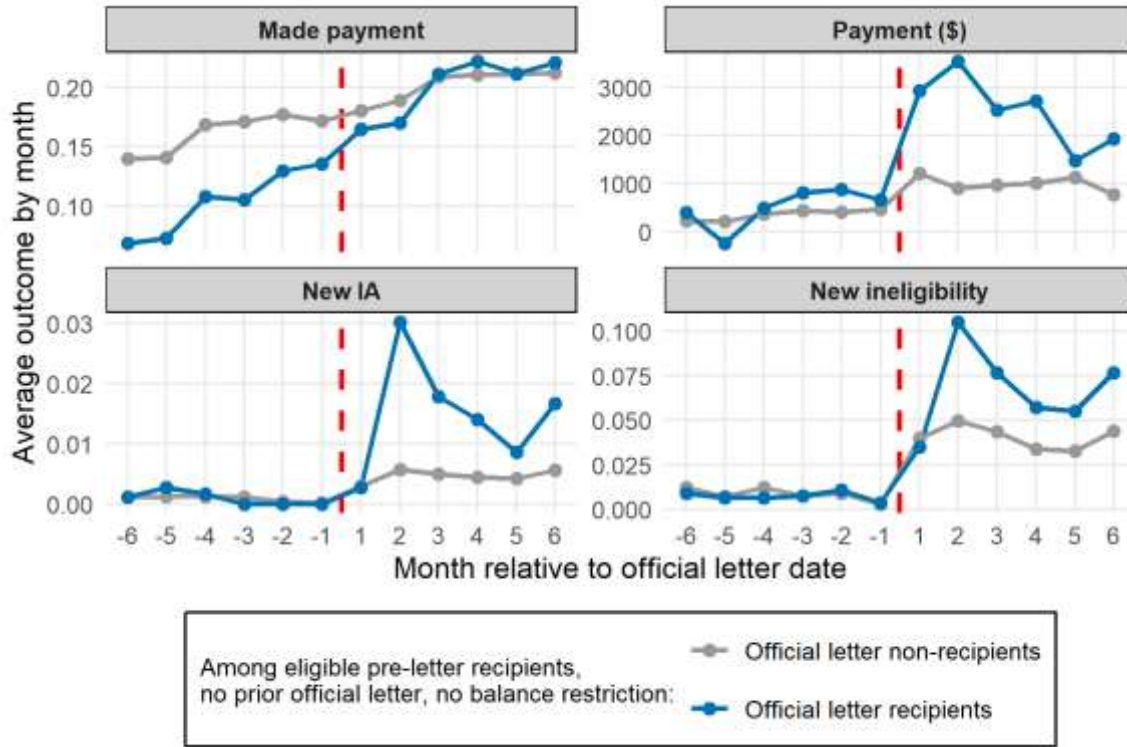 Made payment
Payment ($)
0.20
0.15
0.10
3000
2000
1000
0
New IA
New ineligibility
0.03
0.02
0.01
0.00
0.100
0.075
0.050
0.025
0.000
-6 -5 -4 -3 -2 -1 1 2 3 4 5 6
-6 -5 -4 -3 -2 -1 1 2 3 4 5 6
Average outcome by month
Month relative to official letter date
Among eligible pre-letter recipients,
no prior official letter, no balance restriction:
Official letter non-recipients
Official letter recipients